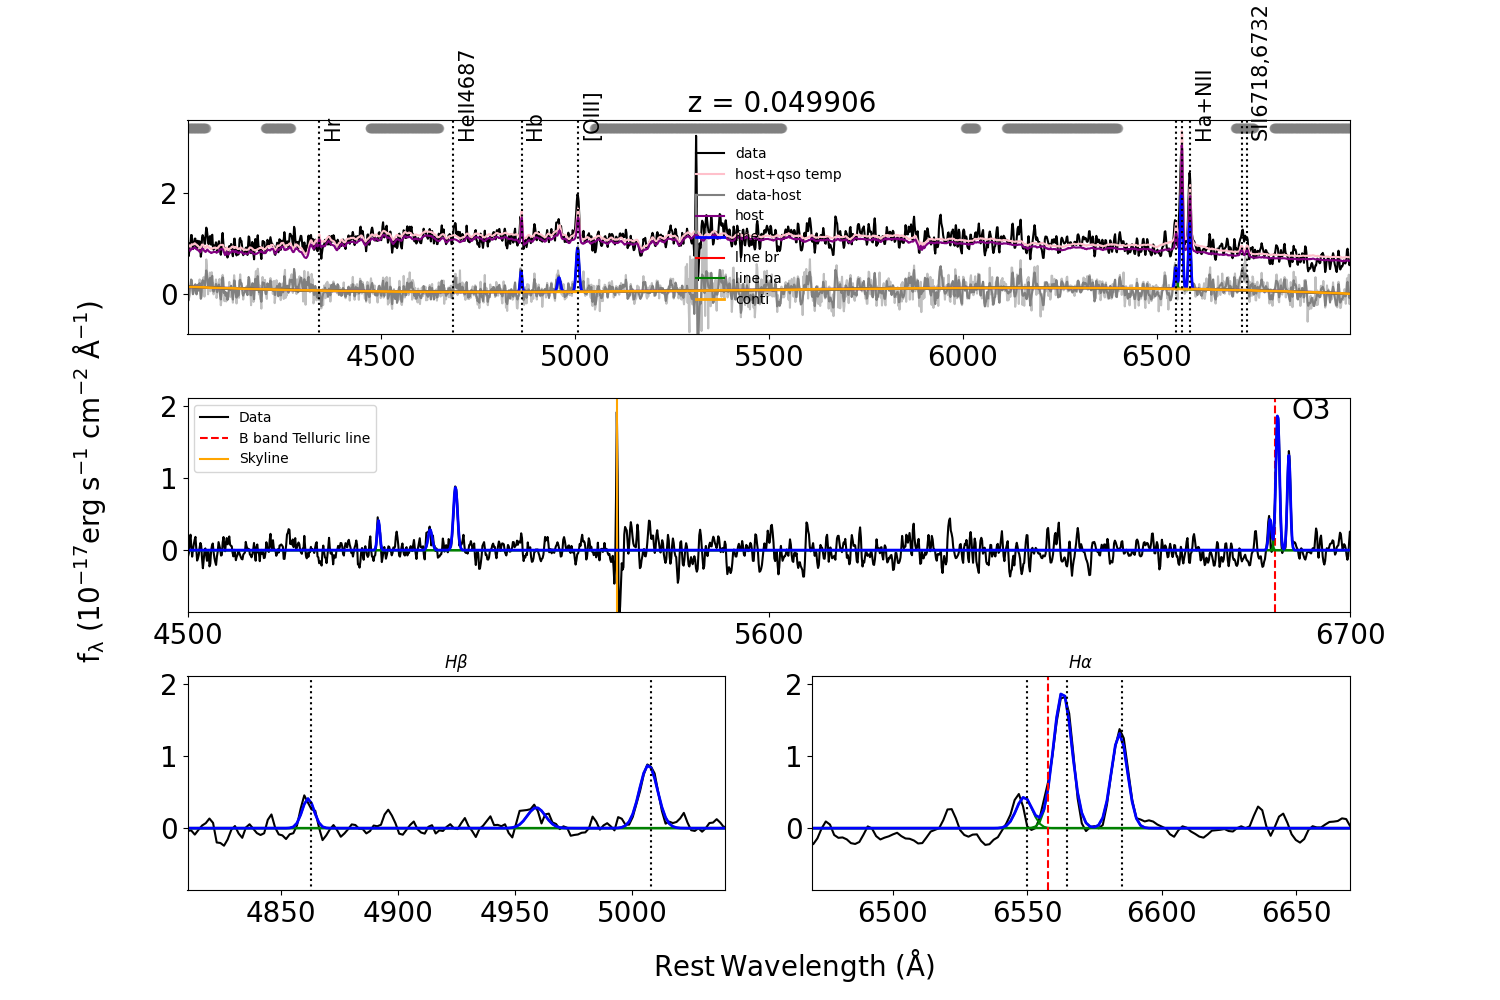 z = 0.049906
Hr
HeII4687
Hb
[OIII]
Ha+NII
SII6718,6732
data
host+qso temp
data-host
host
line br
line na
conti
2
0
4500 5000 5500 6000 6500
Data
B band Telluric line
Skyline
O3
2
1
0
4500 5600 6700
fλ (10⁻¹⁷erg s⁻¹ cm⁻² Å⁻¹)
Hβ
2
1
0
4850 4900 4950 5000
Hα
2
1
0
6500 6550 6600 6650
Rest Wavelength (Å)